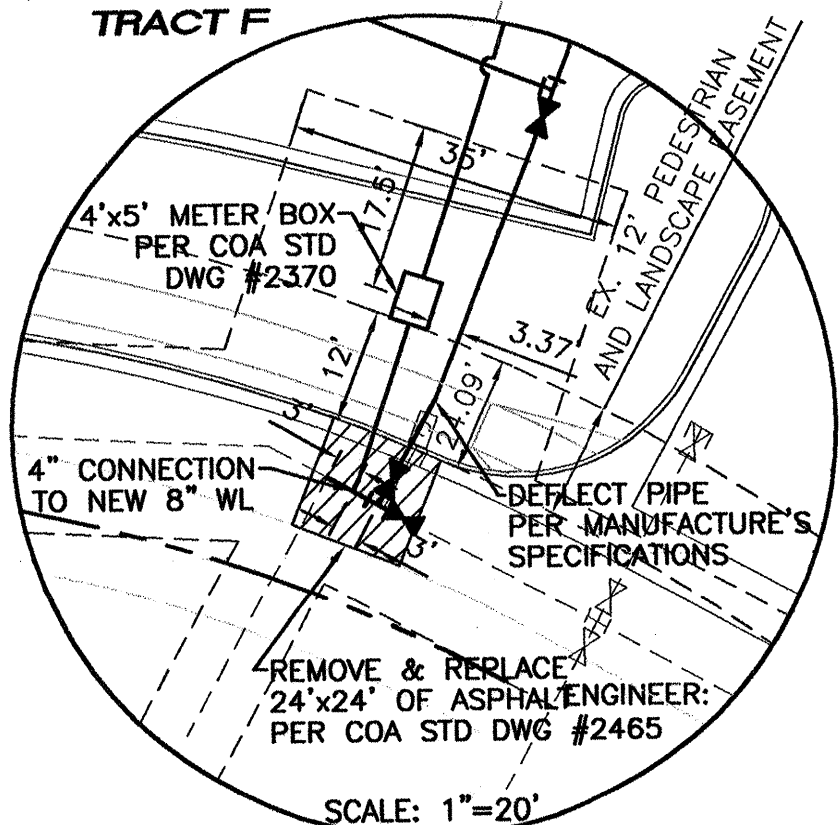 TRACT F
35'
17.5'
4'x5' METER BOX
PER COA STD
DWG #2370
EX. 12' PEDESTRIAN
AND LANDSCAPE EASEMENT
3.37'
12'
24.09'
3'
4" CONNECTION
TO NEW 8" WL
DEFLECT PIPE
PER MANUFACTURE'S
SPECIFICATIONS
3'
REMOVE & REPLACE
24'x24' OF ASPHALT
PER COA STD DWG #2465
ENGINEER:
SCALE: 1"=20'